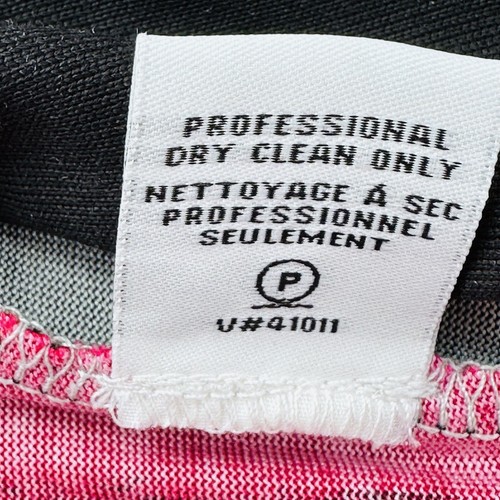 PROFESSIONAL
DRY CLEAN ONLY
NETTOYAGE À SEC
PROFESSIONNEL
SEULEMENT
P
V#41011